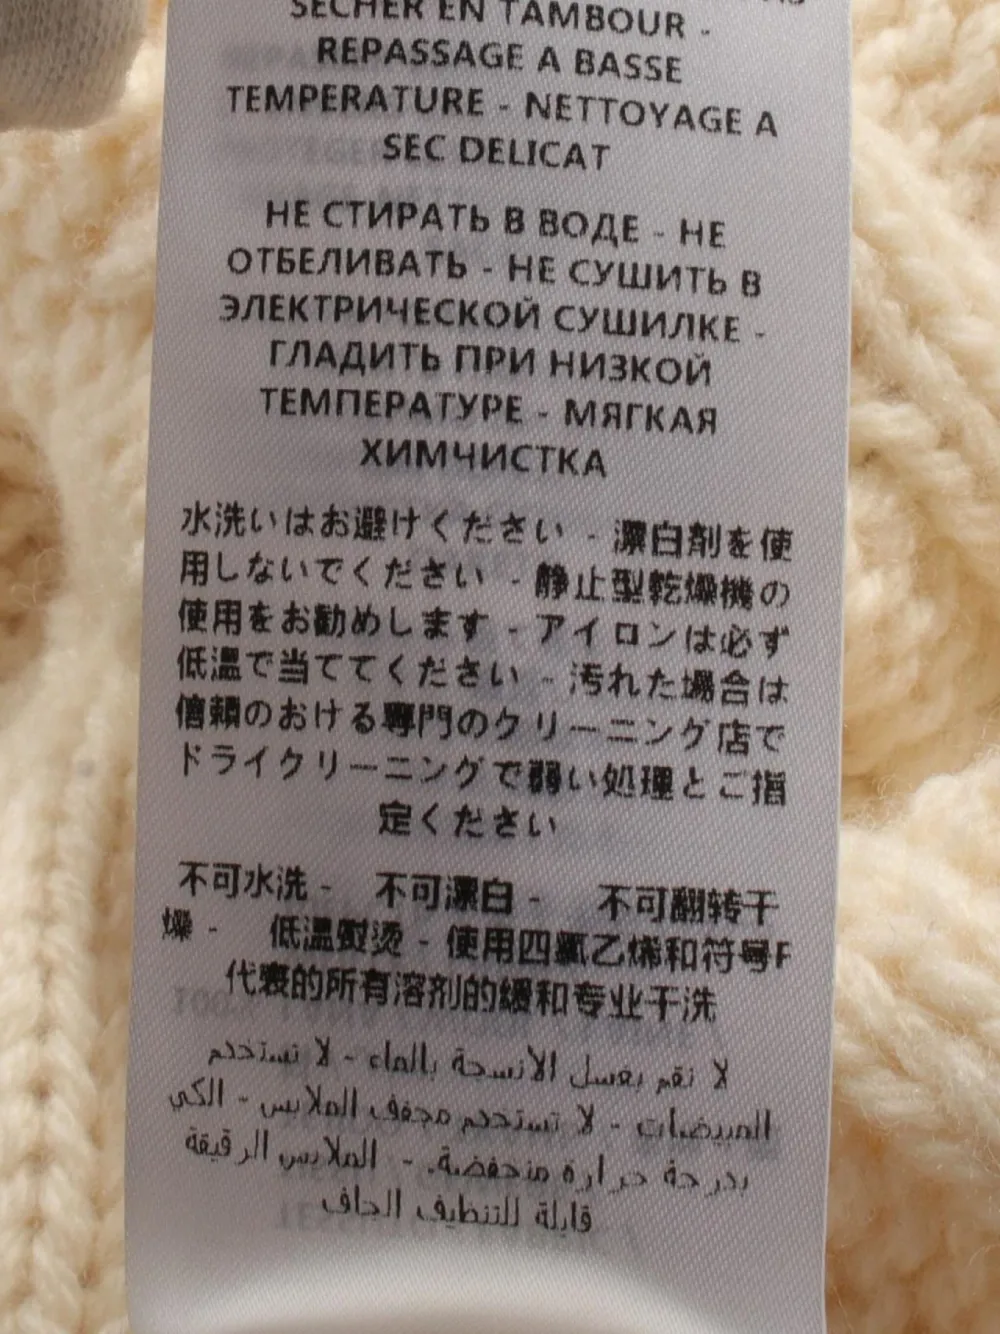 SECHER EN TAMBOUR -
REPASSAGE A BASSE
TEMPERATURE - NETTOYAGE A
SEC DELICAT
НЕ СТИРАТЬ В ВОДЕ - НЕ
ОТБЕЛИВАТЬ - НЕ СУШИТЬ В
ЭЛЕКТРИЧЕСКОЙ СУШИЛКЕ -
ГЛАДИТЬ ПРИ НИЗКОЙ
ТЕМПЕРАТУРЕ - МЯГКАЯ
ХИМЧИСТКА
水洗いはお避けください - 漂白剤を使
用しないでください - 静止型乾燥機の
使用をお勧めします - アイロンは必ず
低温で当ててください - 汚れた場合は
信頼のおける専門のクリーニング店で
ドライクリーニングで弱い処理とご指
定ください
不可水洗 - 不可漂白 - 不可翻转干
燥 - 低温熨烫 - 使用四氯乙烯和符号F
代表的所有溶剂的缓和专业干洗
لا تقم بغسل الانسجة بالماء - لا تستخدم
المبيضات - لا تستخدم مجفف الملابس - الكي
بدرجة حرارة منخفضة. - الملابس الرقيقة
قابلة للتنظيف الجاف